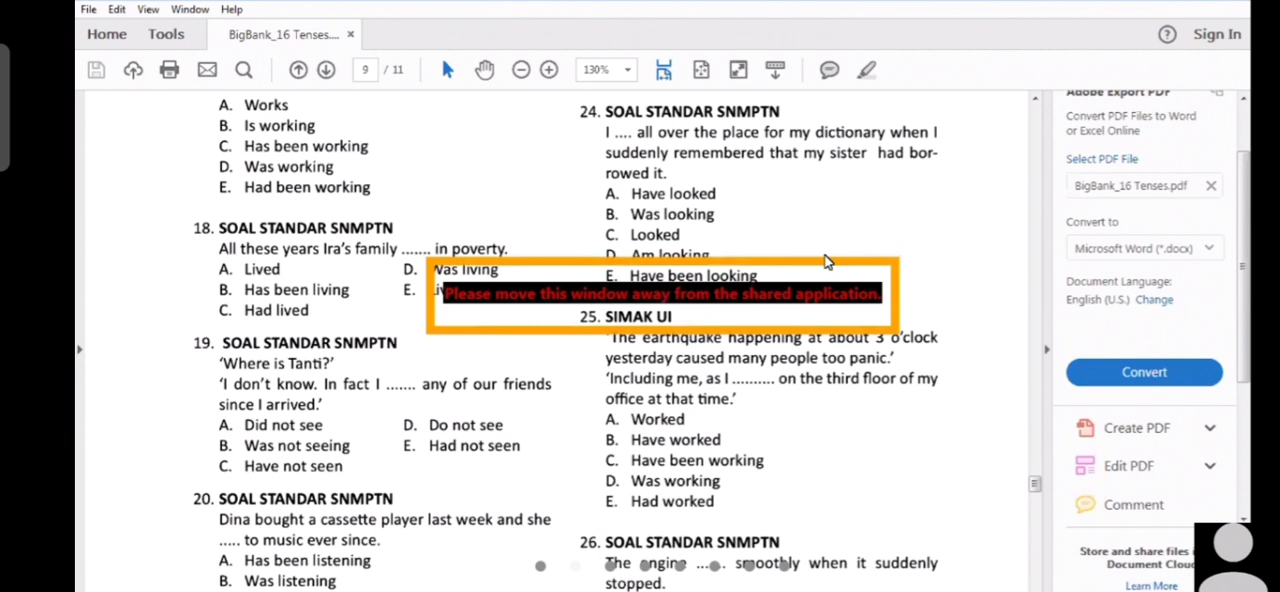 File Edit View Window Help
Home Tools BigBank_16 Tenses.... × Sign In
9 / 11 130%
A. Works
B. Is working
C. Has been working
D. Was working
E. Had been working
18. SOAL STANDAR SNMPTN
All these years Ira's family ....... in poverty.
A. Lived D. Was living
B. Has been living E.
C. Had lived
19. SOAL STANDAR SNMPTN
'Where is Tanti?'
'I don't know. In fact I ....... any of our friends
since I arrived.'
A. Did not see D. Do not see
B. Was not seeing E. Had not seen
C. Have not seen
20. SOAL STANDAR SNMPTN
Dina bought a cassette player last week and she
..... to music ever since.
A. Has been listening
B. Was listening
24. SOAL STANDAR SNMPTN
I .... all over the place for my dictionary when I
suddenly remembered that my sister had bor-
rowed it.
A. Have looked
B. Was looking
C. Looked
D. Am looking
E. Have been looking
Please move this window away from the shared application.
25. SIMAK UI
'The earthquake happening at about 3 o'clock
yesterday caused many people too panic.'
'Including me, as I .......... on the third floor of my
office at that time.'
A. Worked
B. Have worked
C. Have been working
D. Was working
E. Had worked
26. SOAL STANDAR SNMPTN
The engine ...... smoothly when it suddenly
stopped.
Adobe Export PDF
Convert PDF Files to Word
or Excel Online
Select PDF File
BigBank_16 Tenses.pdf ×
Convert to
Microsoft Word (*.docx)
Document Language:
English (U.S.) Change
Convert
Create PDF
Edit PDF
Comment
Store and share files i
Document Clou
Learn More